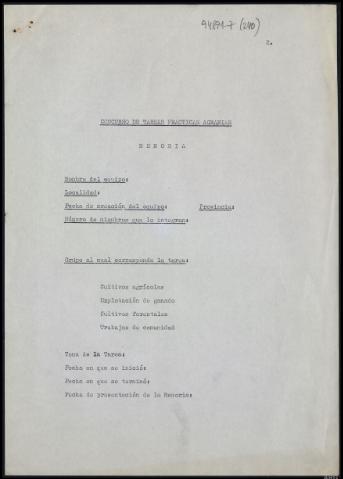 94891-7 (240)
2.
CONCURSO DE TAREAS PRACTICAS AGRARIAS
M E M O R I A
Nombre del equipo:
Localidad:
Fecha de creación del equipo: Provincia:
Número de miembros que lo integran:
Grupo al cual corresponde la tarea:
Cultivos agrícolas
Explotación de ganado
Cultivos forestales
Trabajos de comunidad
Tema de la Tarea:
Fecha en que se inició:
Fecha en que se terminó:
Fecha de presentación de la Memoria: